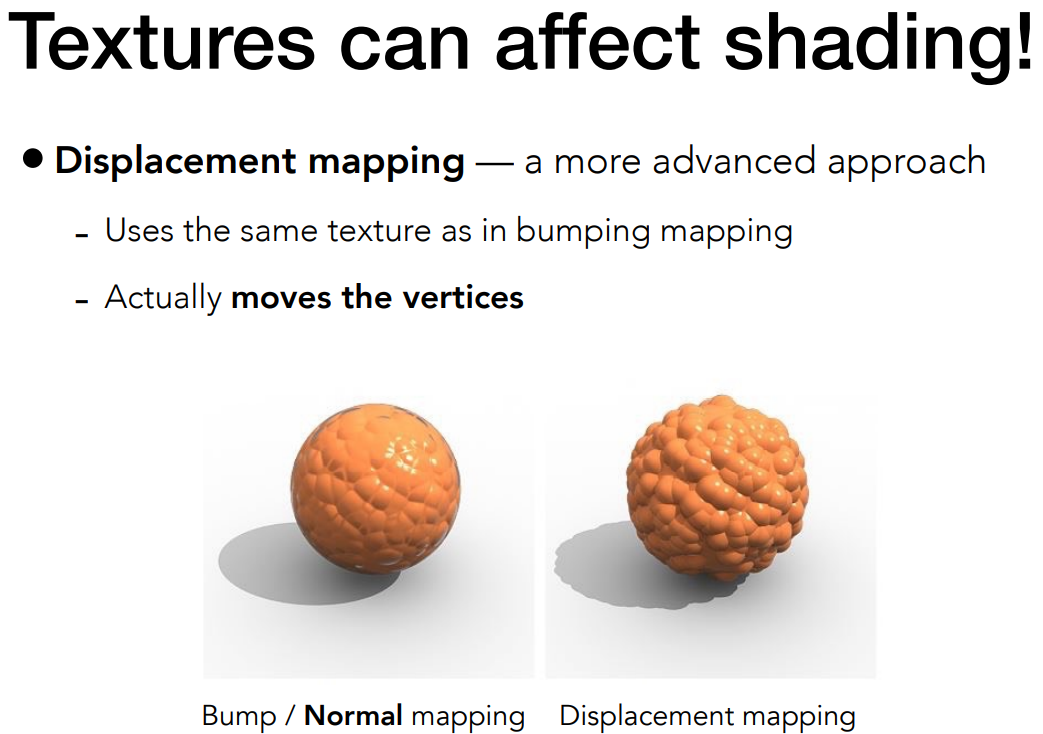 Textures can affect shading!
● Displacement mapping — a more advanced approach
- Uses the same texture as in bumping mapping
- Actually moves the vertices
Bump / Normal mapping
Displacement mapping